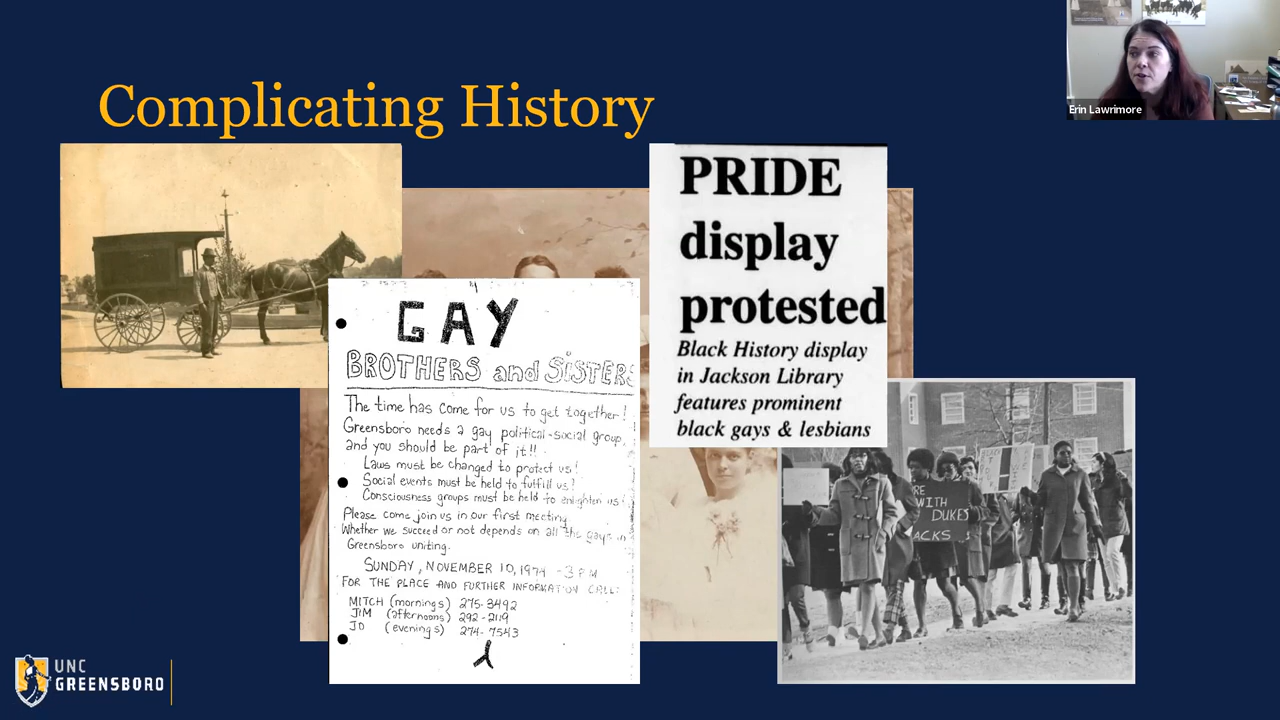 Erin Lawrimore
Complicating History
GAY
BROTHERS and SISTERS
The time has come for us to get together!
Greensboro needs a gay political-social group,
and you should be part of it!!
Laws must be changed to protect us!
Social events must be held to fulfill us!
Consciousness groups must be held to enlighten us!
Please come join us in our first meeting.
Whether we succeed or not depends on all the gays in
Greensboro uniting.
SUNDAY, NOVEMBER 10, 1974 - 3 PM
FOR THE PLACE AND FURTHER INFORMATION CALL:
MITCH (mornings) 275-3492
JIM (afternoons) 292-2119
JO (evenings) 274-7543
PRIDE
display
protested
Black History display
in Jackson Library
features prominent
black gays & lesbians
RE
WITH
DUKES
ACKS
UNC
GREENSBORO